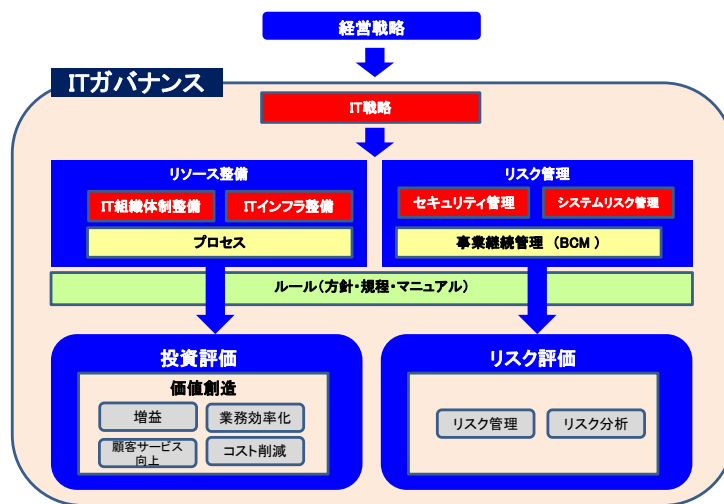 経営戦略
ITガバナンス
IT戦略
リソース整備
IT組織体制整備
ITインフラ整備
プロセス
リスク管理
セキュリティ管理
システムリスク管理
事業継続管理 （BCM ）
ルール（方針・規程・マニュアル）
投資評価
価値創造
増益
業務効率化
顧客サービス
向上
コスト削減
リスク評価
リスク管理
リスク分析